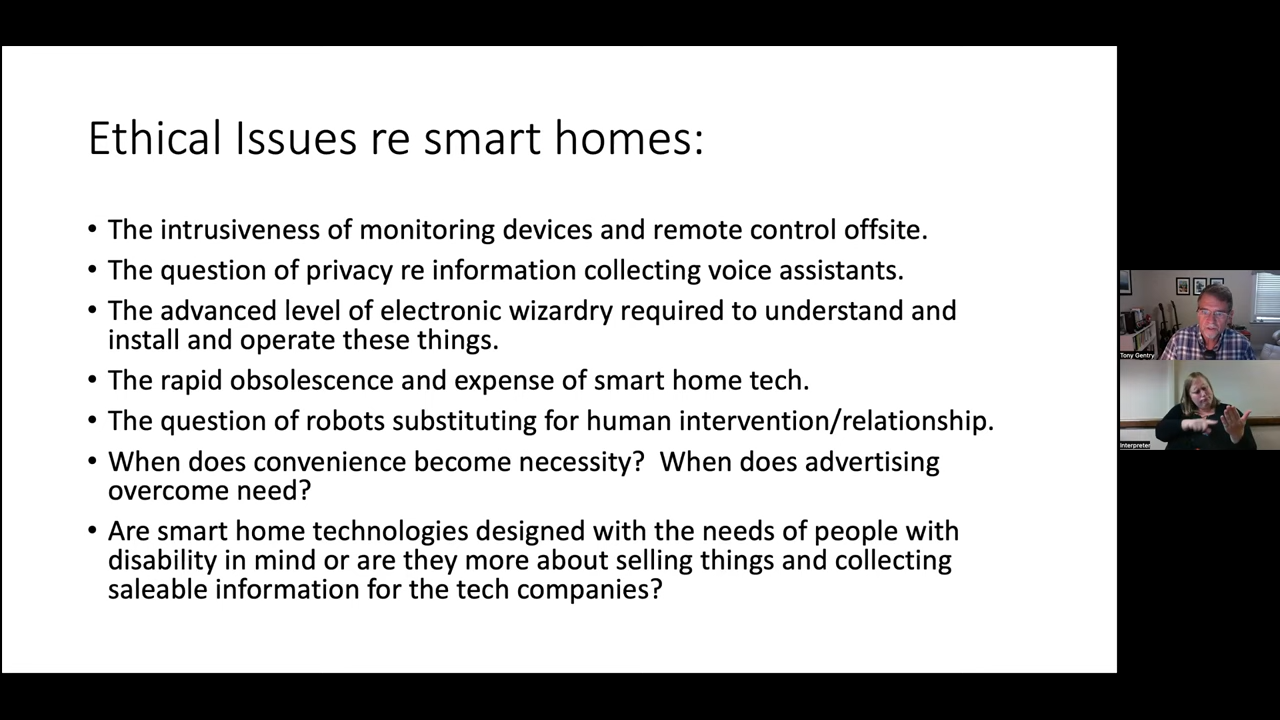 Ethical Issues re smart homes:
• The intrusiveness of monitoring devices and remote control offsite.
• The question of privacy re information collecting voice assistants.
• The advanced level of electronic wizardry required to understand and
install and operate these things.
• The rapid obsolescence and expense of smart home tech.
• The question of robots substituting for human intervention/relationship.
• When does convenience become necessity?  When does advertising
overcome need?
• Are smart home technologies designed with the needs of people with
disability in mind or are they more about selling things and collecting
saleable information for the tech companies?
Tony Gentry
Interpreter